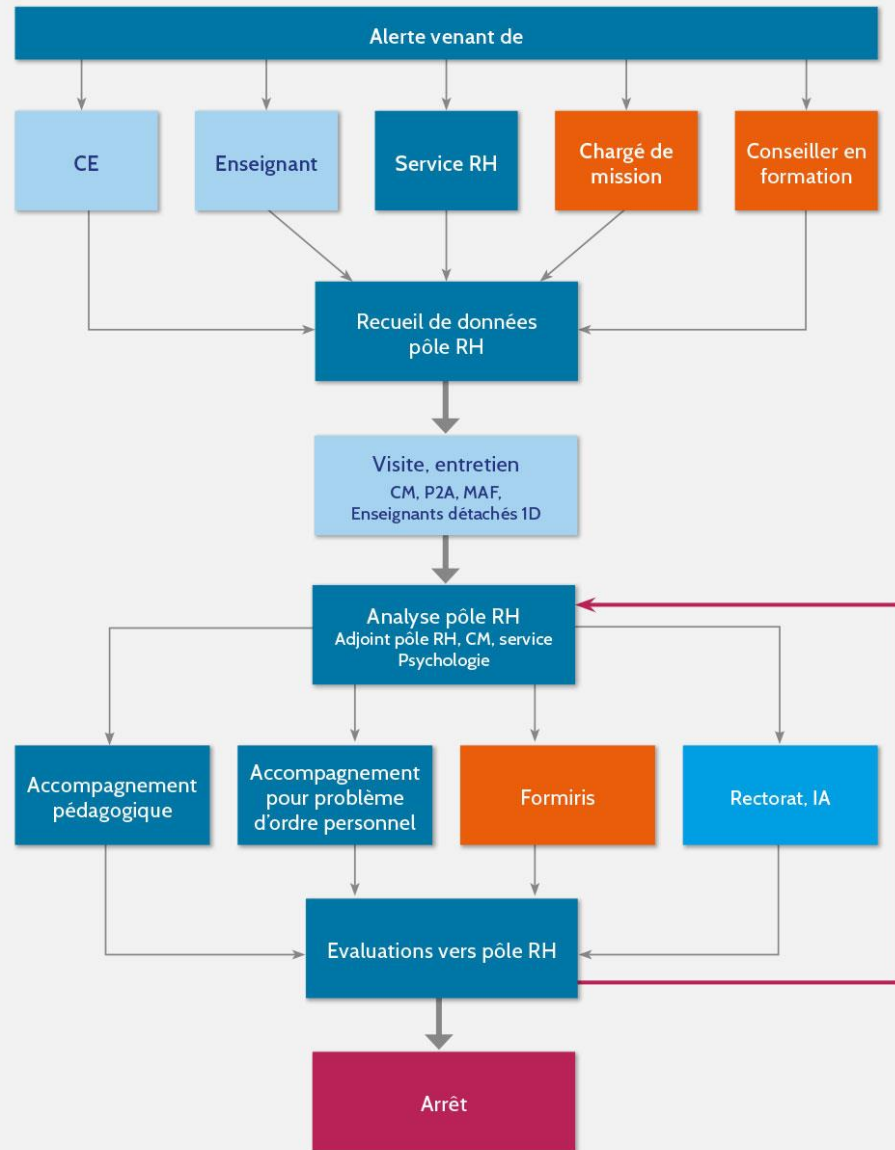 Alerte venant de
CE
Enseignant
Service RH
Chargé de
mission
Conseiller en
formation
Recueil de données
pôle RH
Visite, entretien
CM, P2A, MAF,
Enseignants détachés 1D
Analyse pôle RH
Adjoint pôle RH, CM, service
Psychologie
Accompagnement
pédagogique
Accompagnement
pour problème
d'ordre personnel
Formiris
Rectorat, IA
Evaluations vers pôle RH
Arrêt